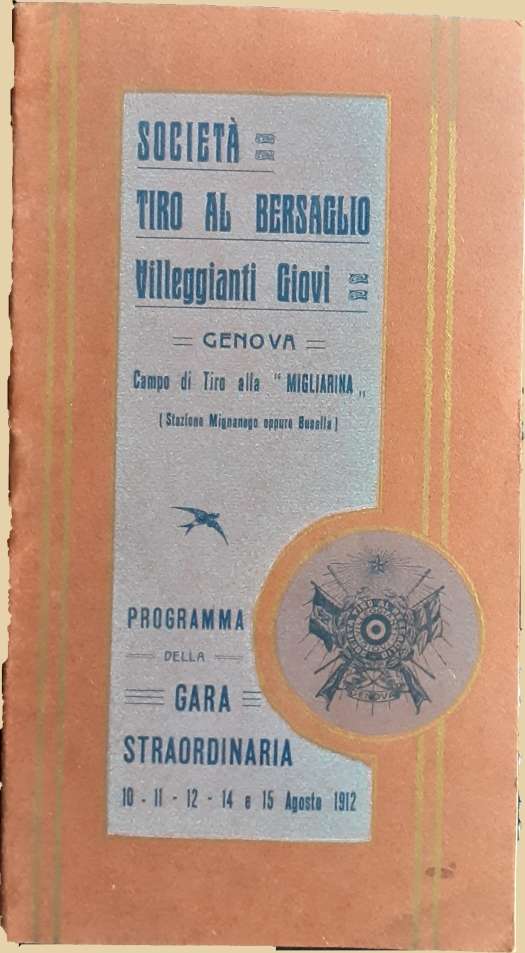 SOCIETÀ
TIRO AL BERSAGLIO
Villeggianti Giovi
GENOVA
Campo di Tiro alla "MIGLIARINA„
(Stazione Mignanego oppure Busalla)
PROGRAMMA
DELLA
GARA
STRAORDINARIA
10 - 11 - 12 - 14 e 15 Agosto 1912
GENOVA